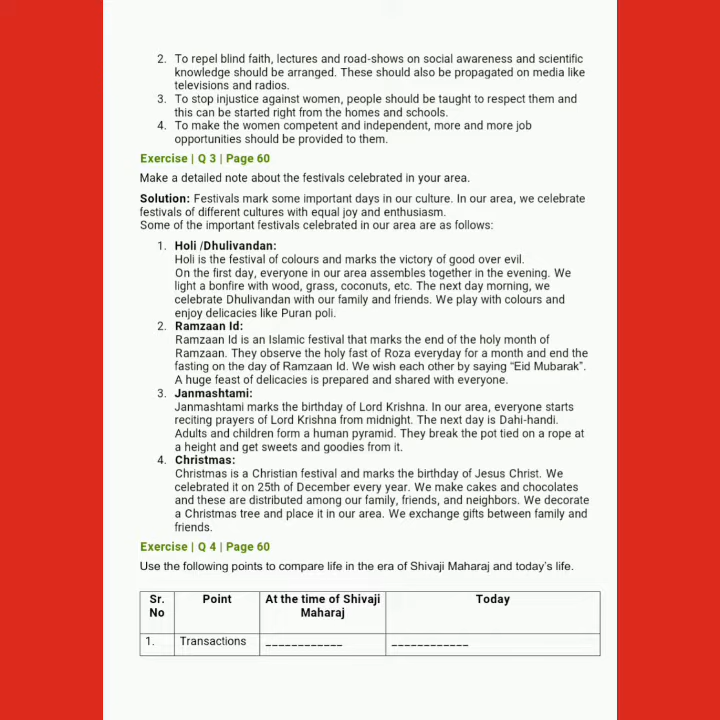 2. To repel blind faith, lectures and road-shows on social awareness and scientific
knowledge should be arranged. These should also be propagated on media like
televisions and radios.
3. To stop injustice against women, people should be taught to respect them and
this can be started right from the homes and schools.
4. To make the women competent and independent, more and more job
opportunities should be provided to them.
Exercise | Q 3 | Page 60
Make a detailed note about the festivals celebrated in your area.
Solution: Festivals mark some important days in our culture. In our area, we celebrate
festivals of different cultures with equal joy and enthusiasm.
Some of the important festivals celebrated in our area are as follows:
1. Holi /Dhulivandan:
Holi is the festival of colours and marks the victory of good over evil.
On the first day, everyone in our area assembles together in the evening. We
light a bonfire with wood, grass, coconuts, etc. The next day morning, we
celebrate Dhulivandan with our family and friends. We play with colours and
enjoy delicacies like Puran poli.
2. Ramzaan Id:
Ramzaan Id is an Islamic festival that marks the end of the holy month of
Ramzaan. They observe the holy fast of Roza everyday for a month and end the
fasting on the day of Ramzaan Id. We wish each other by saying “Eid Mubarak”.
A huge feast of delicacies is prepared and shared with everyone.
3. Janmashtami:
Janmashtami marks the birthday of Lord Krishna. In our area, everyone starts
reciting prayers of Lord Krishna from midnight. The next day is Dahi-handi.
Adults and children form a human pyramid. They break the pot tied on a rope at
a height and get sweets and goodies from it.
4. Christmas:
Christmas is a Christian festival and marks the birthday of Jesus Christ. We
celebrated it on 25th of December every year. We make cakes and chocolates
and these are distributed among our family, friends, and neighbors. We decorate
a Christmas tree and place it in our area. We exchange gifts between family and
friends.
Exercise | Q 4 | Page 60
Use the following points to compare life in the era of Shivaji Maharaj and today’s life.
Sr. No Point At the time of Shivaji Maharaj Today
1. Transactions ____________ ____________